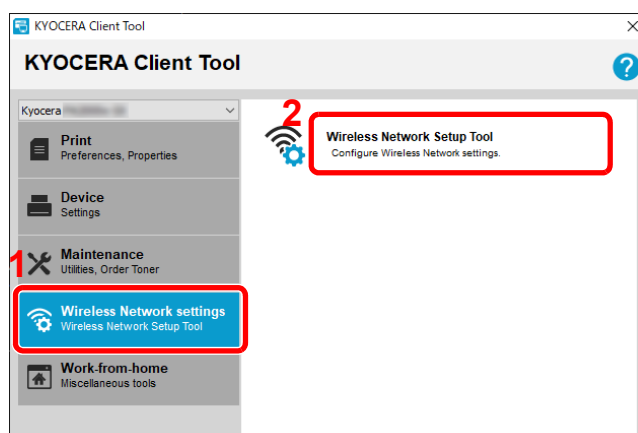 KYOCERA Client Tool
KYOCERA Client Tool
?
Kyocera
Print
Preferences, Properties
Device
Settings
1
Maintenance
Utilities, Order Toner
Wireless Network settings
Wireless Network Setup Tool
Work-from-home
Miscellaneous tools
2
Wireless Network Setup Tool
Configure Wireless Network settings.